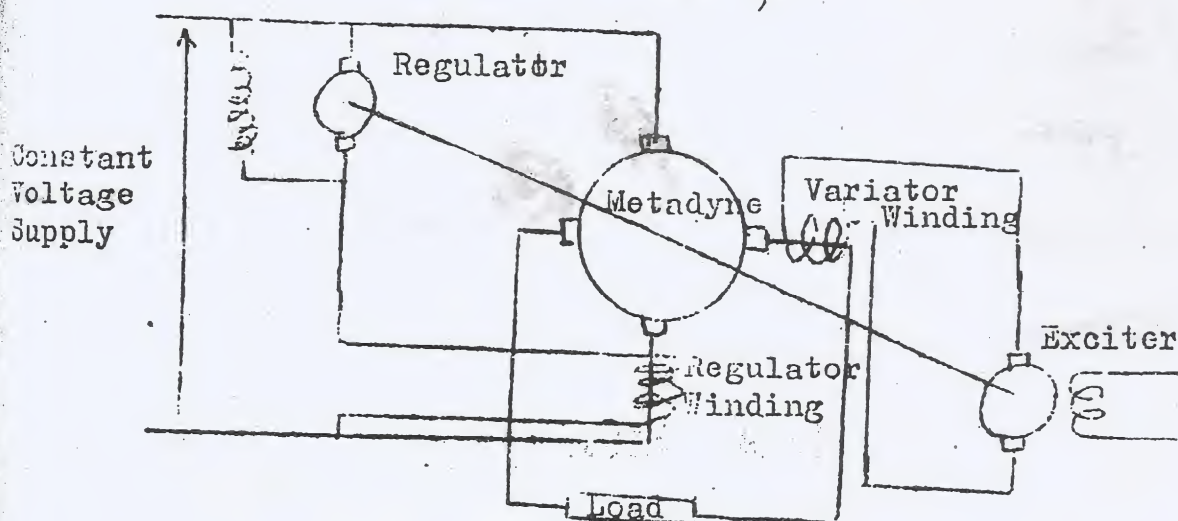 Regulator
Constant
Voltage
Supply
Metadyne
Variator
Winding
Exciter
Regulator
Winding
Load